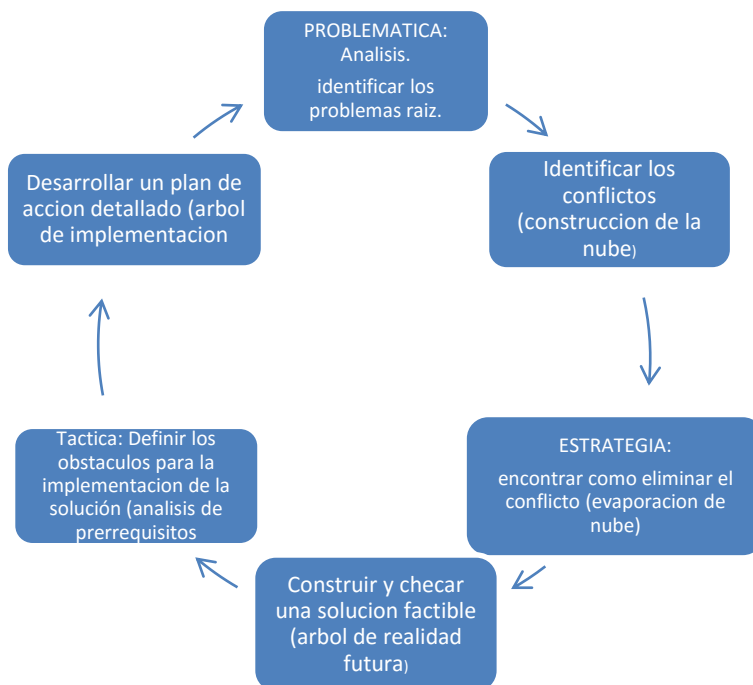 PROBLEMATICA:
Analisis.
identificar los
problemas raiz.
Identificar los
conflictos
(construccion de la
nube)
ESTRATEGIA:
encontrar como eliminar el
conflicto (evaporacion de
nube)
Construir y checar
una solucion factible
(arbol de realidad
futura)
Tactica: Definir los
obstaculos para la
implementacion de la
solución (analisis de
prerrequisitos
Desarrollar un plan de
accion detallado (arbol
de implementacion